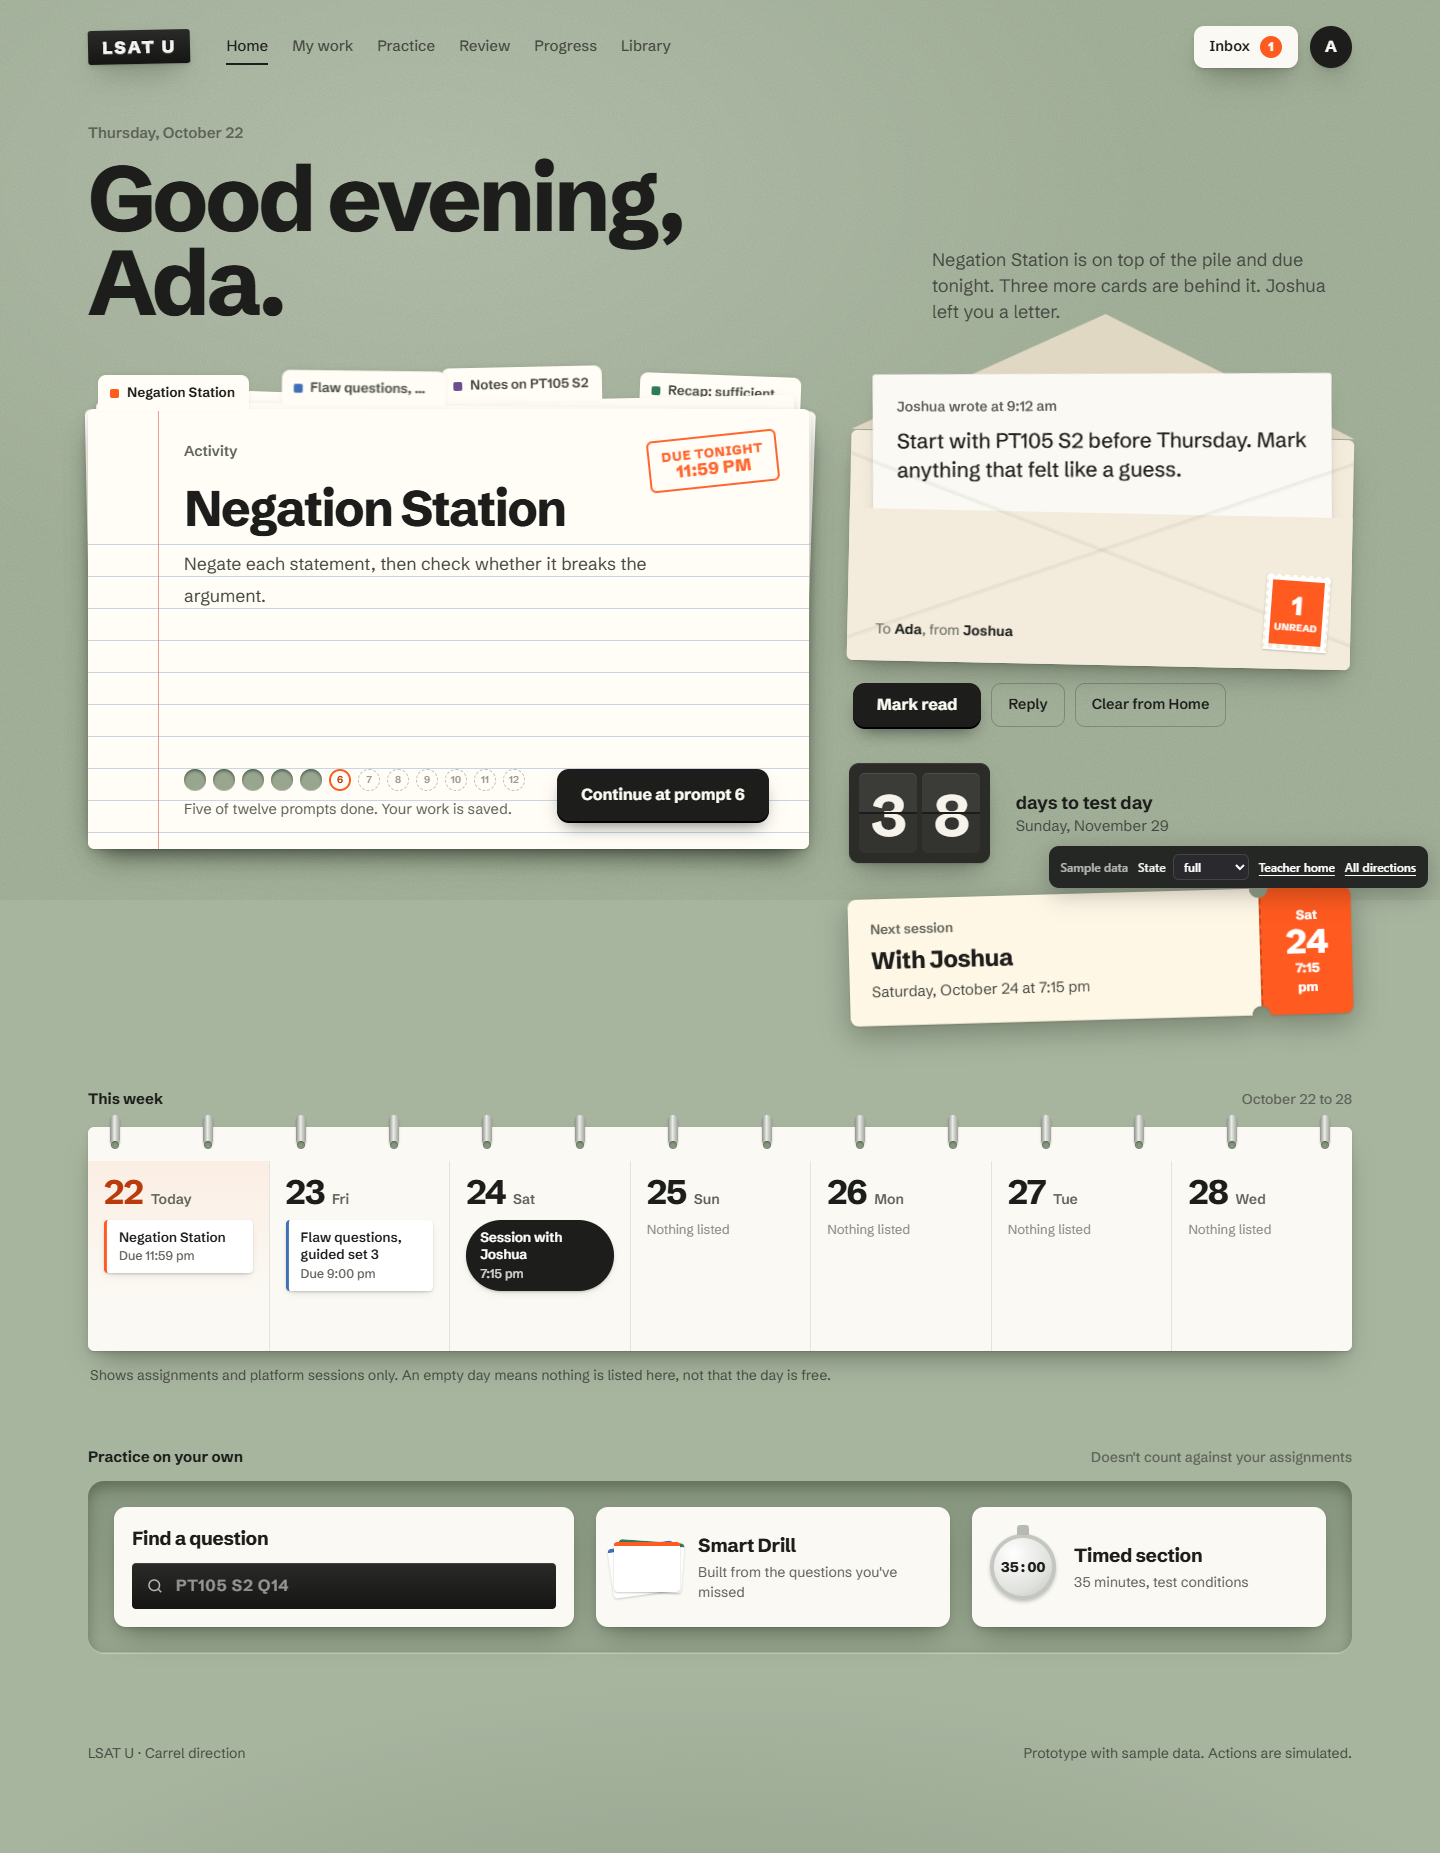 LSAT U
Home My work Practice Review Progress Library
Inbox 1
A
Thursday, October 22
Good evening,
Ada.
Negation Station is on top of the pile and due
tonight. Three more cards are behind it. Joshua
left you a letter.
Negation Station
Flaw questions, ...
Notes on PT105 S2
Recap: sufficient
Activity
DUE TONIGHT
11:59 PM
Negation Station
Negate each statement, then check whether it breaks the
argument.
6 7 8 9 10 11 12
Five of twelve prompts done. Your work is saved.
Continue at prompt 6
Joshua wrote at 9:12 am
Start with PT105 S2 before Thursday. Mark
anything that felt like a guess.
To Ada, from Joshua
1
UNREAD
Mark read
Reply
Clear from Home
38
days to test day
Sunday, November 29
Sample data State full Teacher home All directions
Next session
With Joshua
Saturday, October 24 at 7:15 pm
Sat
24
7:15
pm
This week
October 22 to 28
22 Today
Negation Station
Due 11:59 pm
23 Fri
Flaw questions,
guided set 3
Due 9:00 pm
24 Sat
Session with
Joshua
7:15 pm
25 Sun
Nothing listed
26 Mon
Nothing listed
27 Tue
Nothing listed
28 Wed
Nothing listed
Shows assignments and platform sessions only. An empty day means nothing is listed here, not that the day is free.
Practice on your own
Doesn't count against your assignments
Find a question
PT105 S2 Q14
Smart Drill
Built from the questions you've
missed
35:00
Timed section
35 minutes, test conditions
LSAT U · Carrel direction
Prototype with sample data. Actions are simulated.